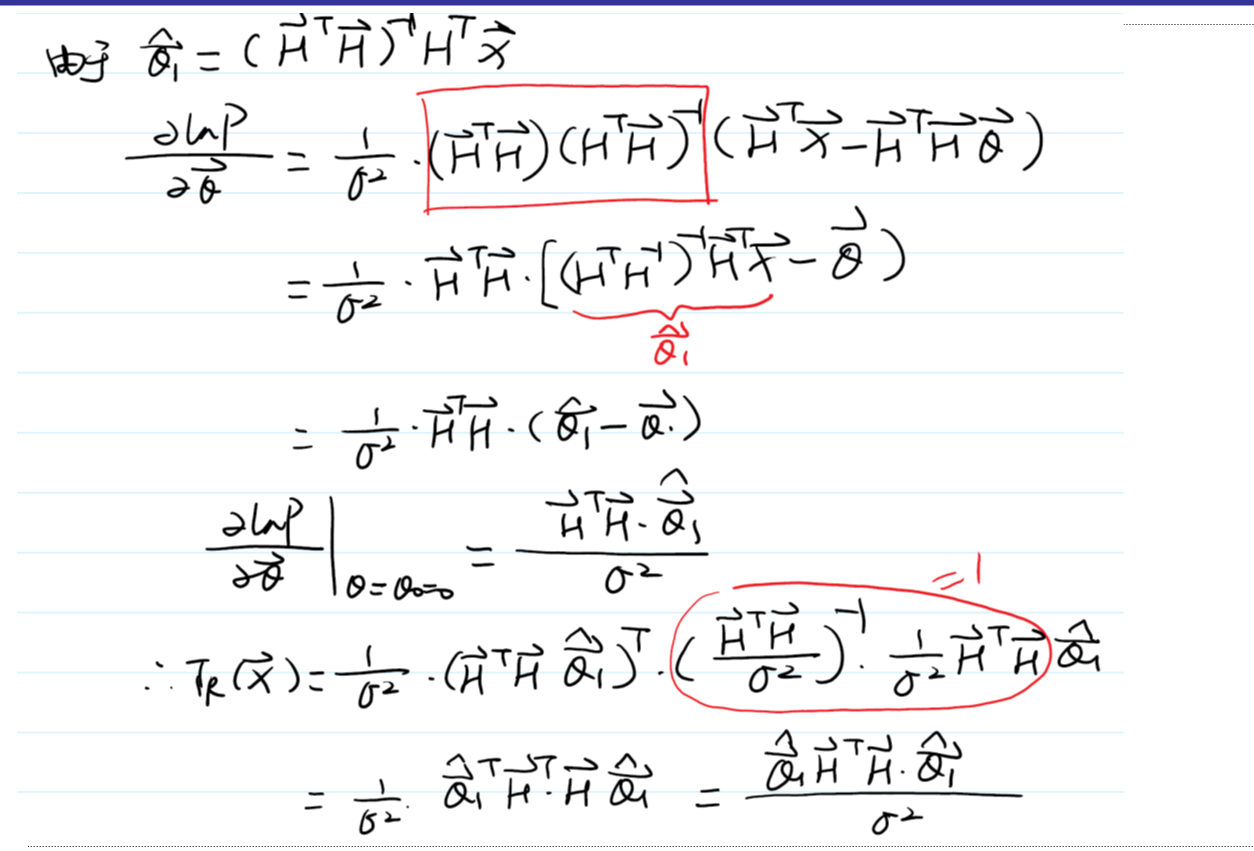 由于 $\hat{\vec{\theta}}_1 = (\vec{H}^T\vec{H})^{-1}H^T\vec{x}$
$\frac{\partial \ln P}{\partial \vec{\theta}} = \frac{1}{\sigma^2} \cdot (\vec{H}^T\vec{H})(H^T\vec{H})^{-1}(\vec{H}^T\vec{x} - \vec{H}^T\vec{H}\vec{\theta})$
$= \frac{1}{\sigma^2} \cdot \vec{H}^T\vec{H} \cdot [(H^TH^{-1})^{-1}\vec{H}^T\vec{x} - \vec{\theta})$
$\hat{\vec{\theta}}_1$
$= \frac{1}{\sigma^2} \cdot \vec{H}^T\vec{H} \cdot (\hat{\vec{\theta}}_1 - \vec{\theta}.)$
$\left.\frac{\partial \ln P}{\partial \vec{\theta}}\right|_{\theta=\theta_0=0} = \frac{\vec{H}^T\vec{H} \cdot \hat{\vec{\theta}}_1}{\sigma^2}$
$=1$
$\therefore T_R(\vec{x}) = \frac{1}{\sigma^2} \cdot (\vec{H}^T\vec{H}\hat{\vec{\theta}}_1)^T \cdot (\frac{\vec{H}^T\vec{H}}{\sigma^2})^{-1} \cdot \frac{1}{\sigma^2}\vec{H}^T\vec{H}\hat{\vec{\theta}}_1$
$= \frac{1}{\sigma^2} \cdot \hat{\vec{\theta}}_1^T\vec{H}^T \cdot \vec{H}\hat{\vec{\theta}}_1 = \frac{\hat{\vec{\theta}}_1\vec{H}^T\vec{H} \cdot \hat{\vec{\theta}}_1}{\sigma^2}$